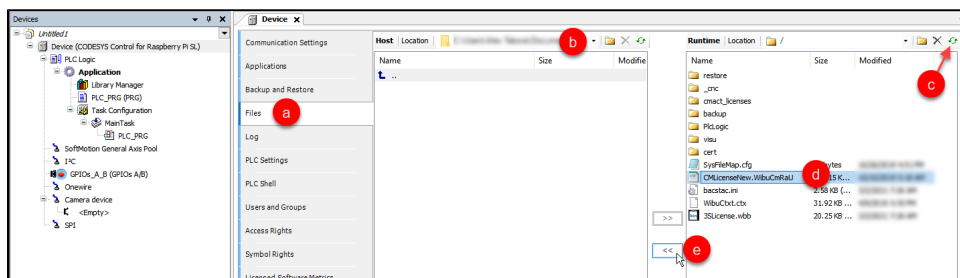 Devices
Untitled1
Device (CODESYS Control for Raspberry Pi SL)
PLC Logic
Application
Library Manager
PLC_PRG (PRG)
Task Configuration
MainTask
PLC_PRG
SoftMotion General Axis Pool
I²C
GPIOs_A_B (GPIOs A/B)
Onewire
Camera device
<Empty>
SPI
Device
Communication Settings
Applications
Backup and Restore
Files
a
Log
PLC Settings
PLC Shell
Users and Groups
Access Rights
Symbol Rights
Licensed Software Metrics
Host Location
b
Name Size Modifie
..
>>
<<
e
Runtime Location /
c
Name Size Modified
restore
_cnc
cmact_licenses
backup
PlcLogic
visu
cert
SysFileMap.cfg
CMLicenseNew.WibuCmRaU d
bacstac.ini 2.58 KB (...
WibuCtxt.ctx 31.92 KB ...
3SLicense.wbb 20.25 KB ...